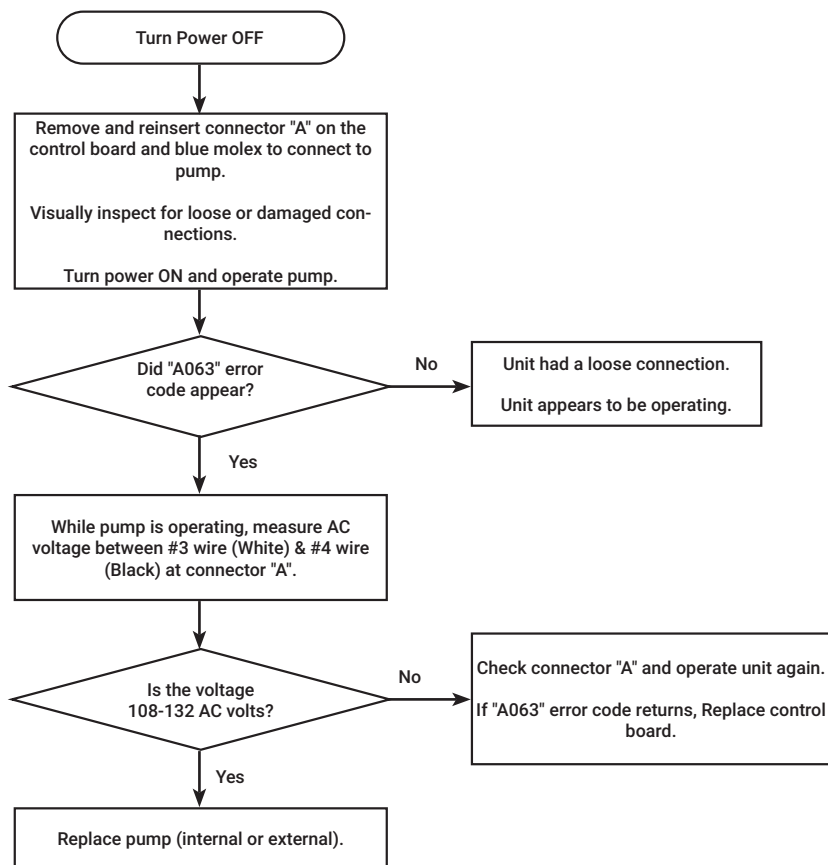 Turn Power OFF
Remove and reinsert connector "A" on the
control board and blue molex to connect to
pump.
Visually inspect for loose or damaged con-
nections.
Turn power ON and operate pump.
Did "A063" error
code appear?
No
Unit had a loose connection.
Unit appears to be operating.
Yes
While pump is operating, measure AC
voltage between #3 wire (White) & #4 wire
(Black) at connector "A".
Is the voltage
108-132 AC volts?
No
Check connector "A" and operate unit again.
If "A063" error code returns, Replace control
board.
Yes
Replace pump (internal or external).